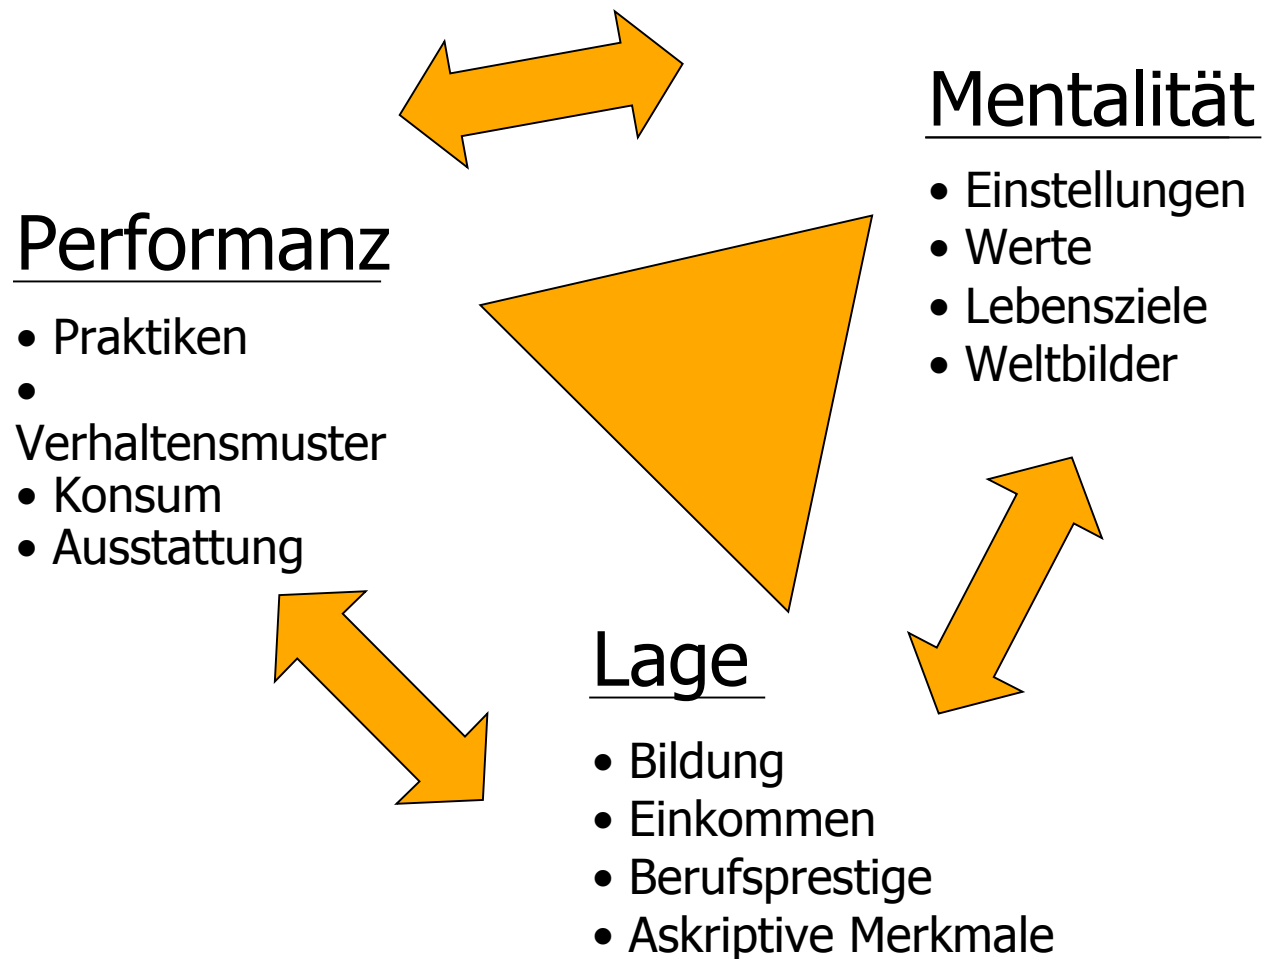 Performanz
• Praktiken
•
Verhaltensmuster
• Konsum
• Ausstattung
Mentalität
• Einstellungen
• Werte
• Lebensziele
• Weltbilder
Lage
• Bildung
• Einkommen
• Berufsprestige
• Askriptive Merkmale